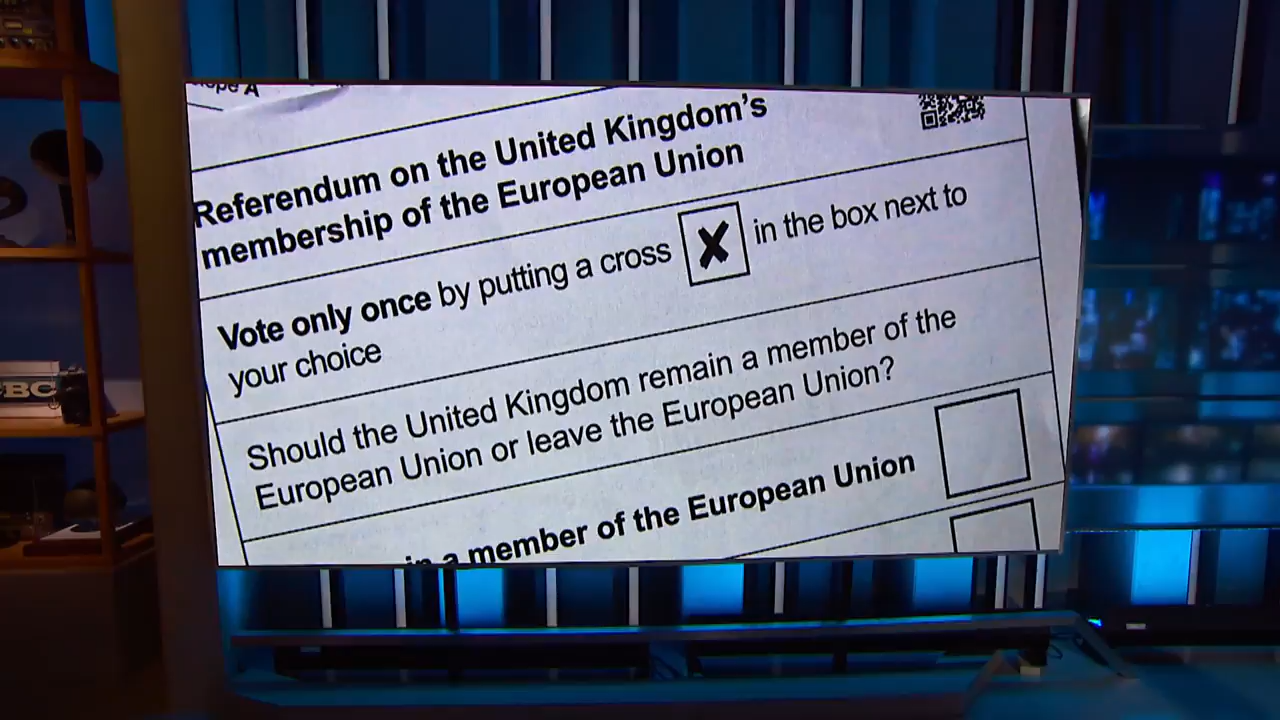 Referendum on the United Kingdom's
membership of the European Union
Vote only once by putting a cross X in the box next to
your choice
Should the United Kingdom remain a member of the
European Union or leave the European Union?
a member of the European Union